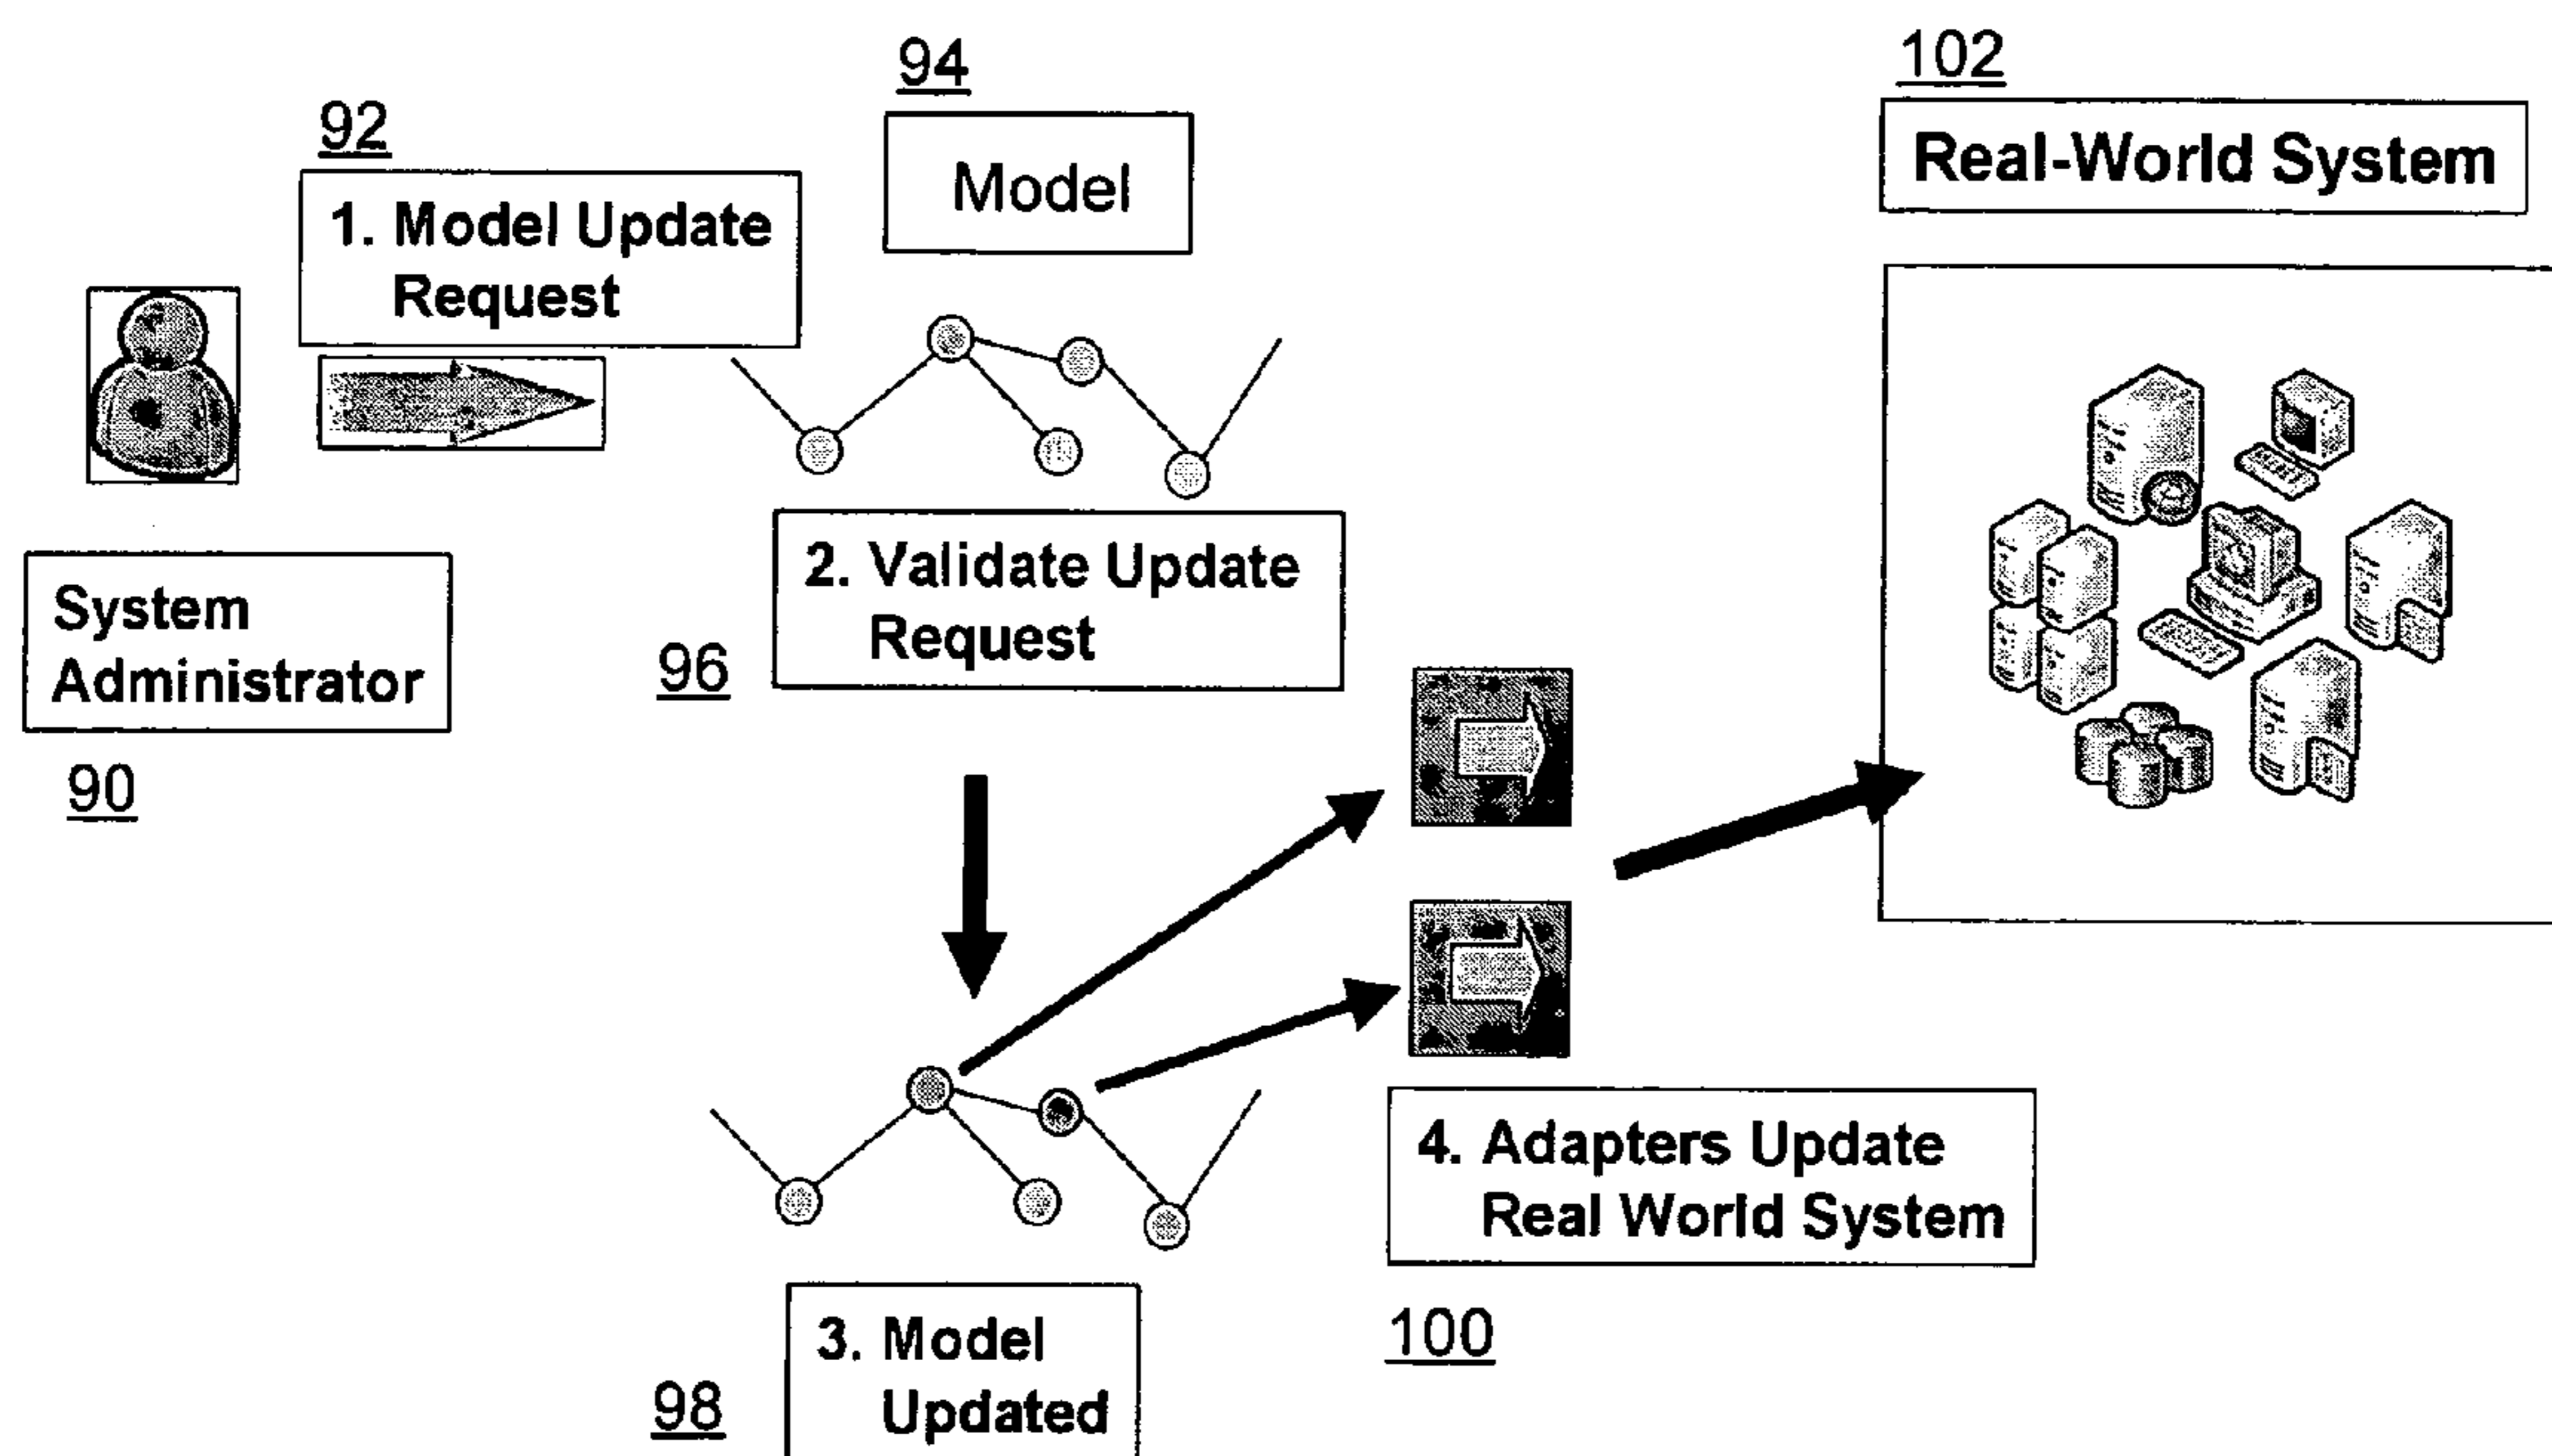 94
102
92
Model
Real-World System
1. Model Update
Request
2. Validate Update
Request
System
Administrator
96
90
4. Adapters Update
Real World System
100
3. Model
Updated
98